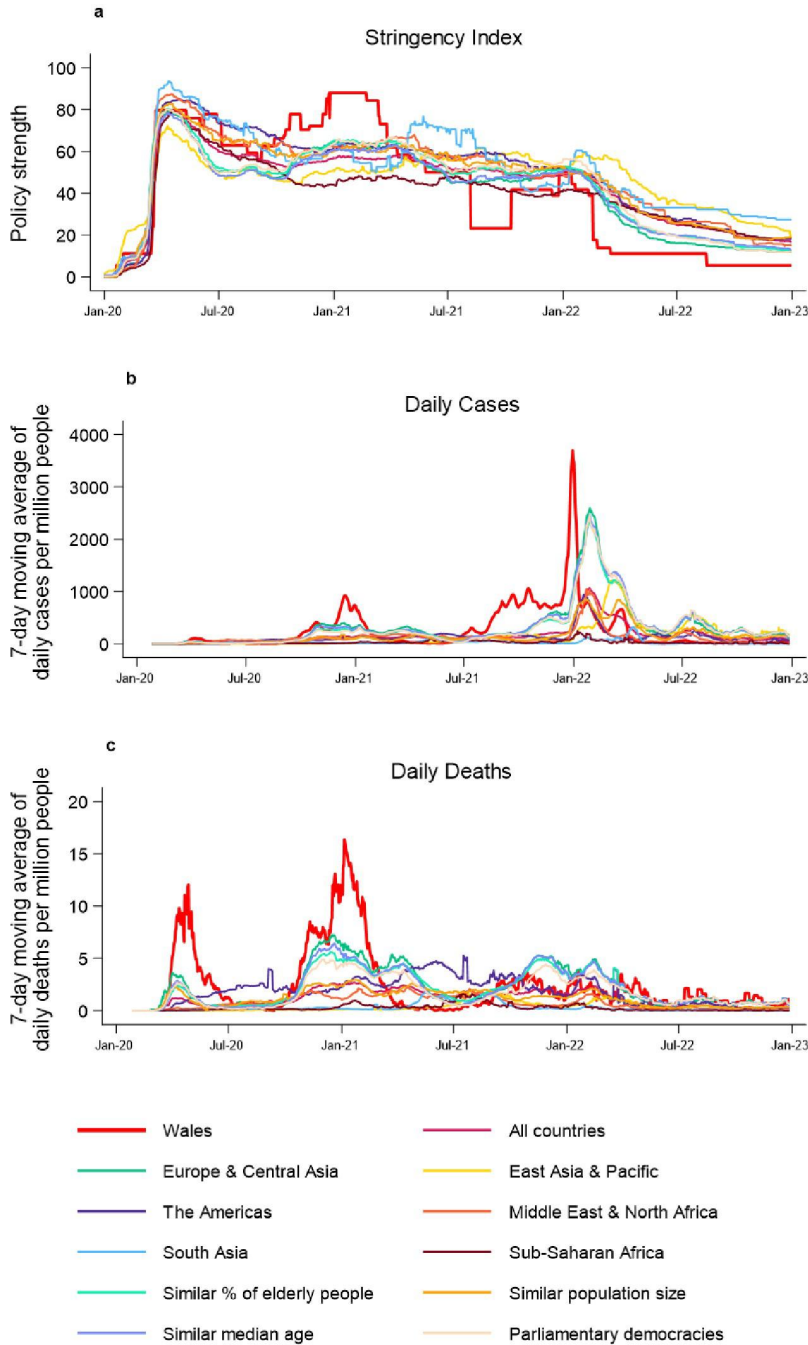 a
Stringency Index
Policy strength
100
80
60
40
20
0
Jan-20 Jul-20 Jan-21 Jul-21 Jan-22 Jul-22 Jan-23
b
Daily Cases
7-day moving average of
daily cases per million people
4000
3000
2000
1000
0
Jan-20 Jul-20 Jan-21 Jul-21 Jan-22 Jul-22 Jan-23
c
Daily Deaths
7-day moving average of
daily deaths per million people
20
15
10
5
0
Jan-20 Jul-20 Jan-21 Jul-21 Jan-22 Jul-22 Jan-23
Wales All countries
Europe & Central Asia East Asia & Pacific
The Americas Middle East & North Africa
South Asia Sub-Saharan Africa
Similar % of elderly people Similar population size
Similar median age Parliamentary democracies